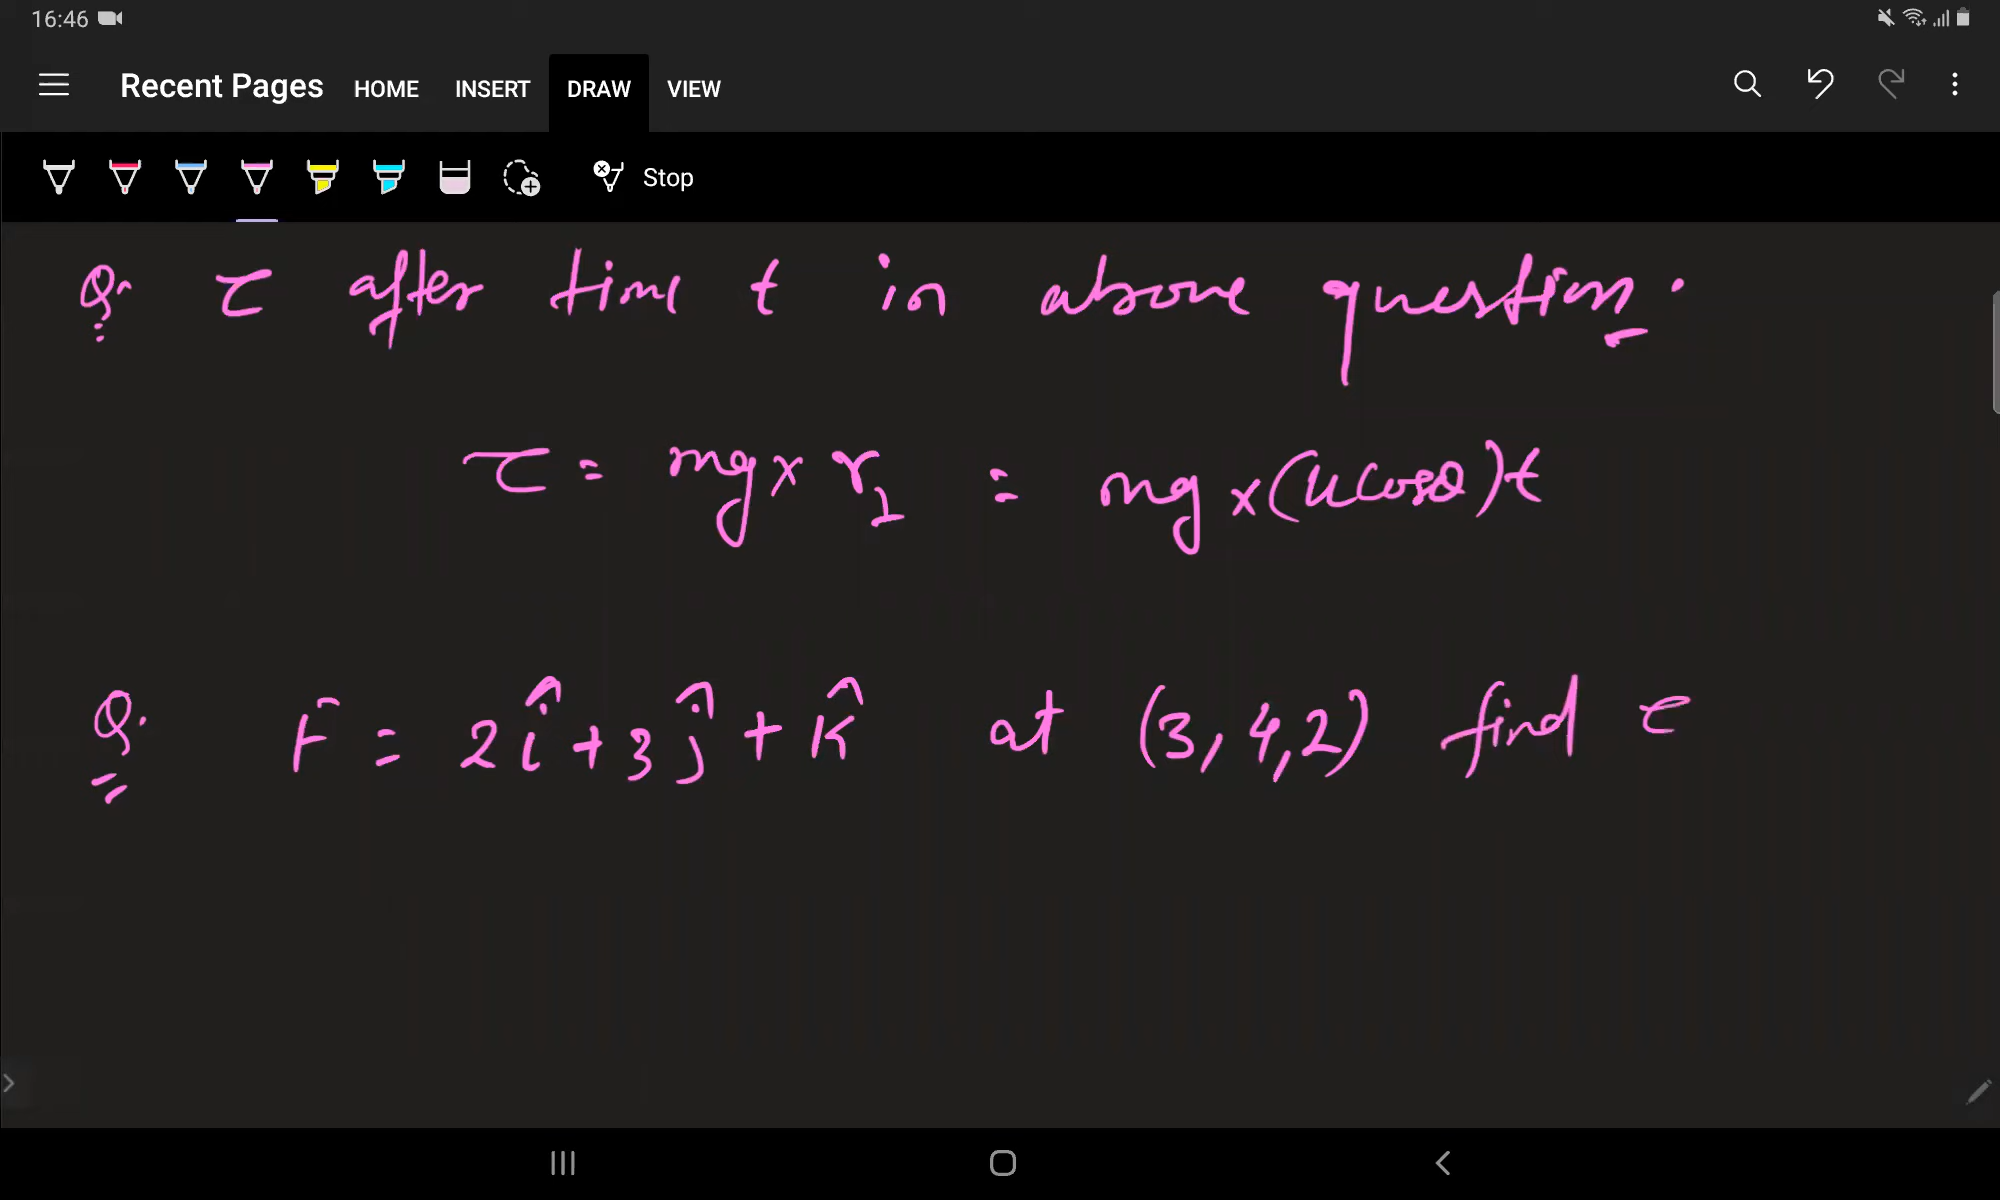 16:46
Recent Pages HOME INSERT DRAW VIEW
Stop
Q. τ after time t in above question.
τ = mg × r⊥ = mg × (u cosθ)t
Q. F̄ = 2î + 3ĵ + k̂ at (3,4,2) find τ